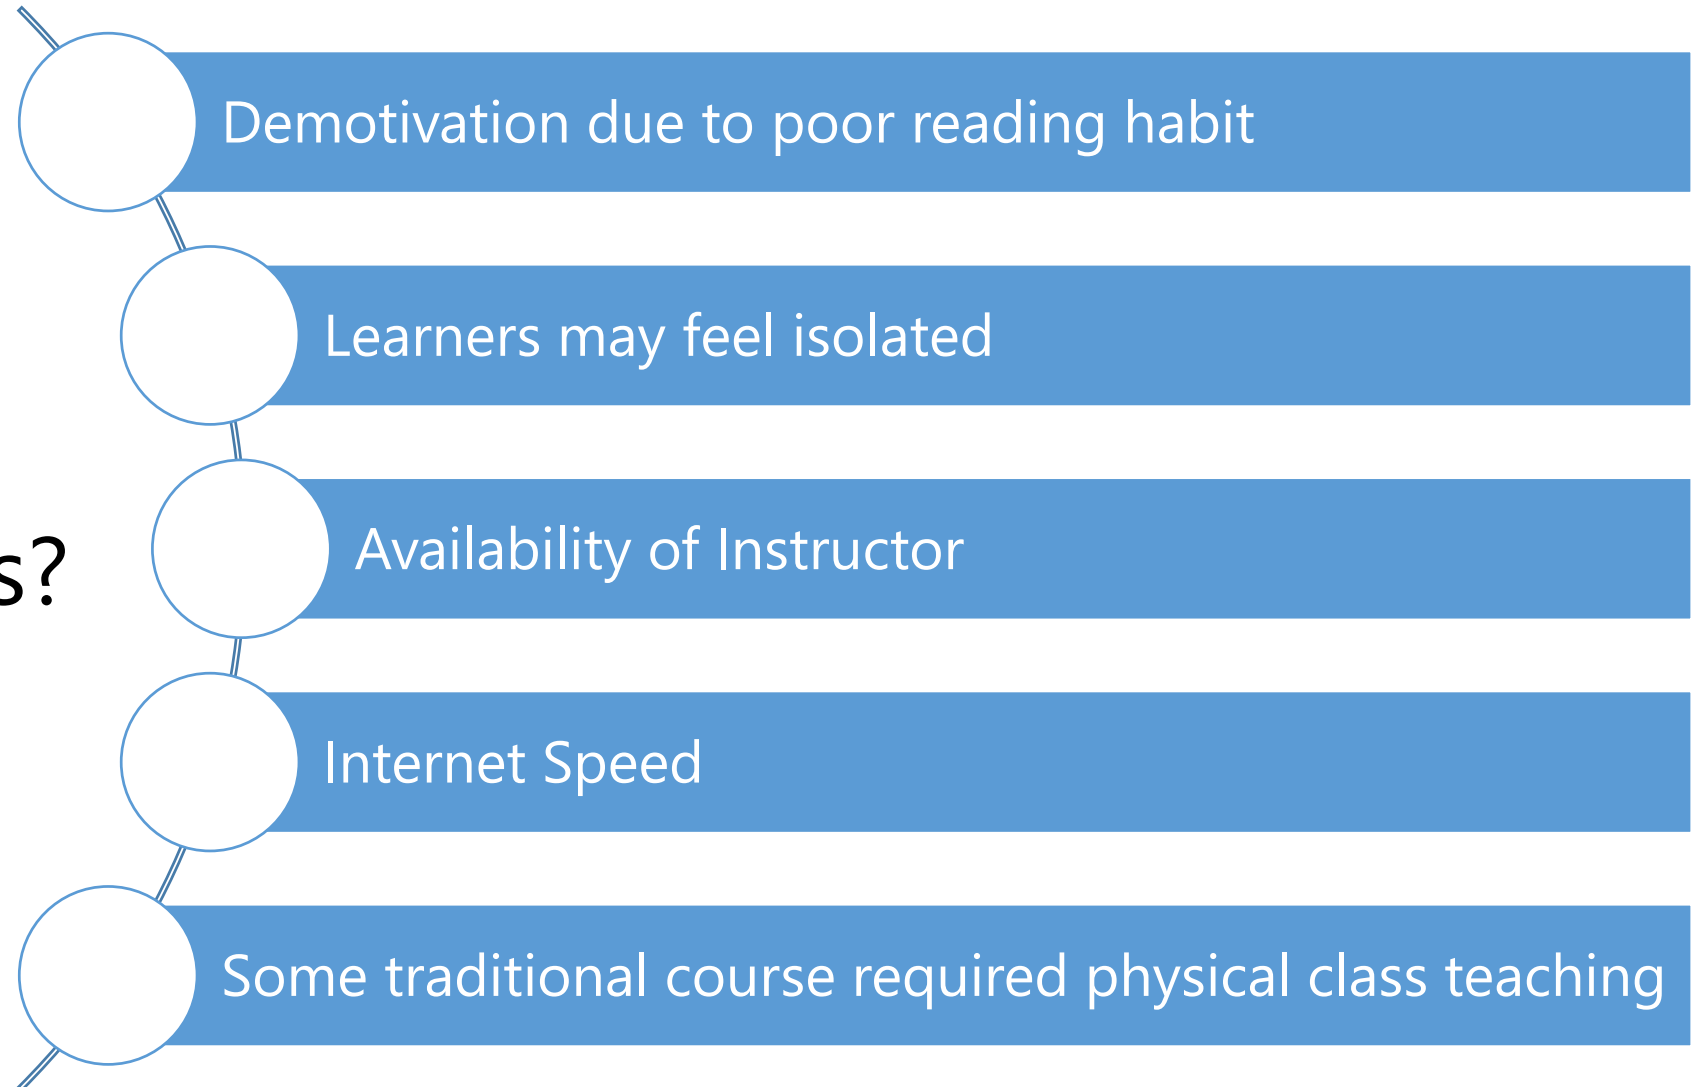 s?
Demotivation due to poor reading habit
Learners may feel isolated
Availability of Instructor
Internet Speed
Some traditional course required physical class teaching